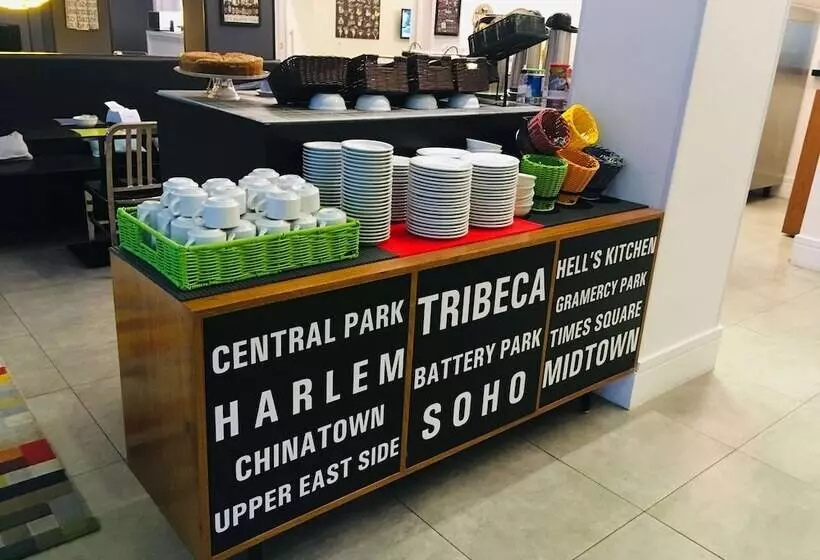 CENTRAL PARK
HARLEM
CHINATOWN
UPPER EAST SIDE
TRIBECA
BATTERY PARK
SOHO
HELL'S KITCHEN
GRAMERCY PARK
TIMES SQUARE
MIDTOWN